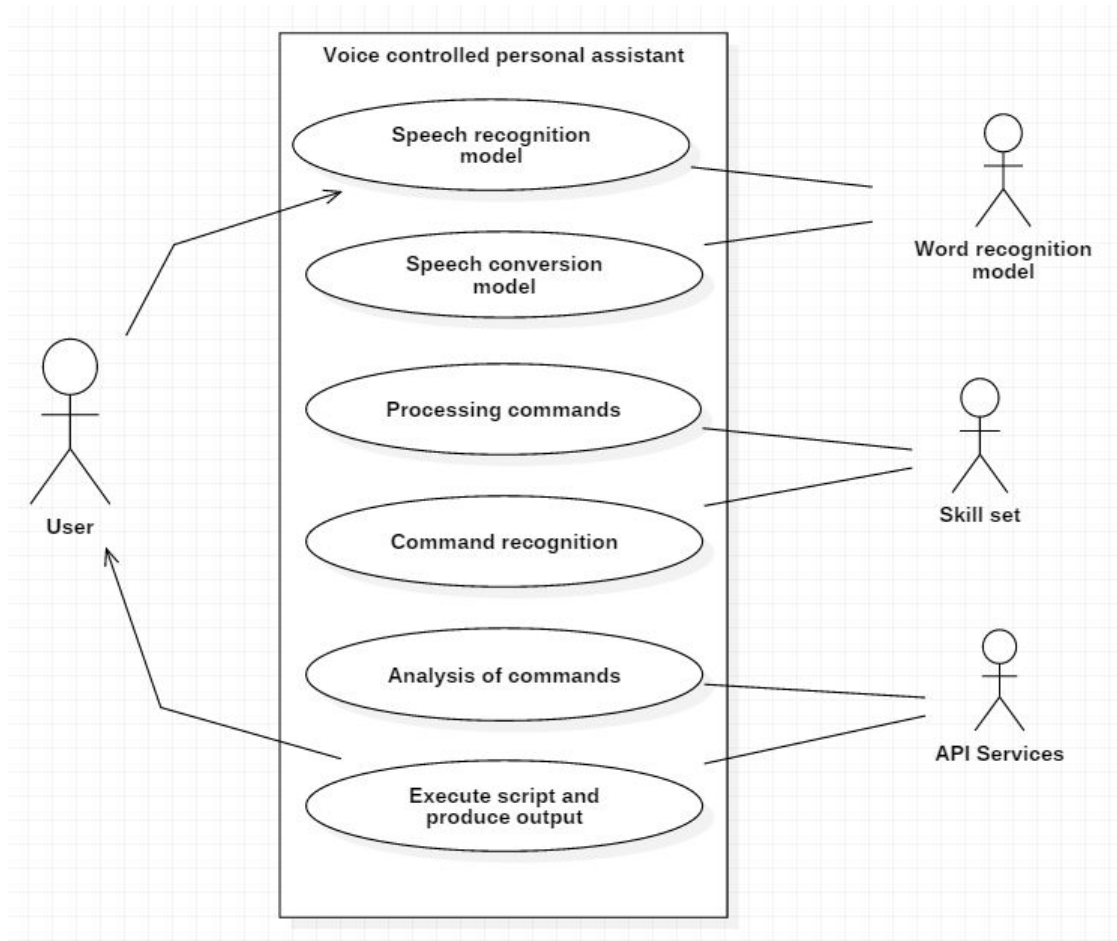 Voice controlled personal assistant
Speech recognition
model
Word recognition
model
Speech conversion
model
Processing commands
Skill set
User
Command recognition
Analysis of commands
API Services
Execute script and
produce output